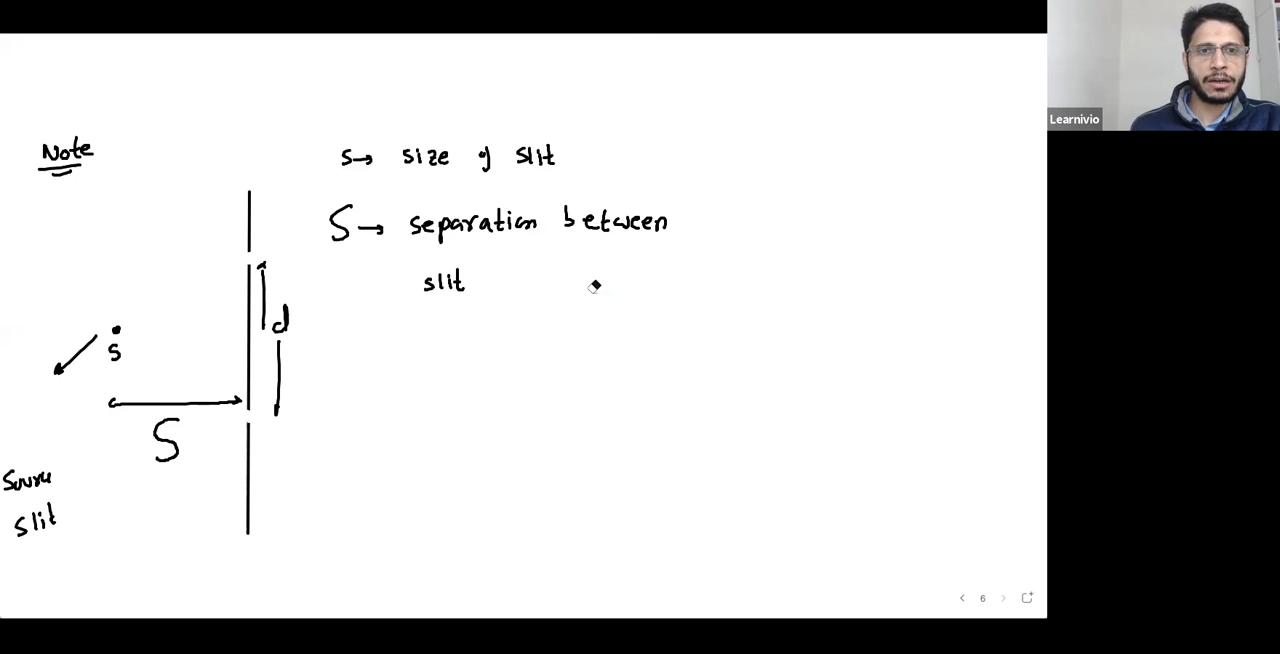 Note
s→ size of slit
S→ separation between
slit
d
s
S
Source
slit
Learnivio
6